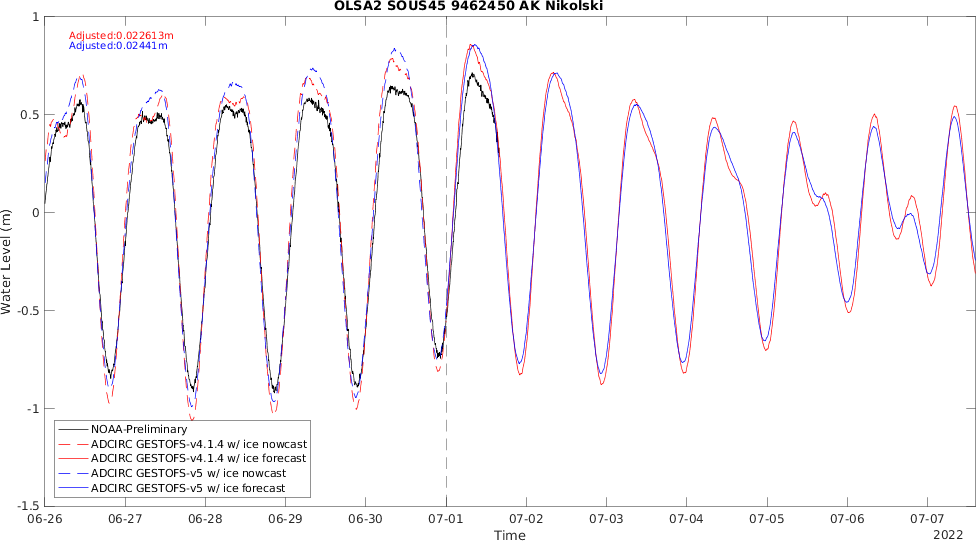 OLSA2 SOUS45 9462450 AK Nikolski
Adjusted:0.022613m
Adjusted:0.02441m
1
0.5
0
-0.5
-1
-1.5
Water Level (m)
NOAA-Preliminary
ADCIRC GESTOFS-v4.1.4 w/ ice nowcast
ADCIRC GESTOFS-v4.1.4 w/ ice forecast
ADCIRC GESTOFS-v5 w/ ice nowcast
ADCIRC GESTOFS-v5 w/ ice forecast
06-26 06-27 06-28 06-29 06-30 07-01 07-02 07-03 07-04 07-05 07-06 07-07
Time
2022